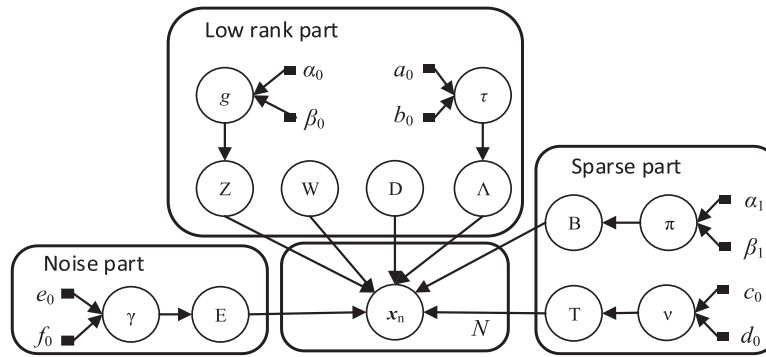 Low rank part
g
α₀
β₀
a₀
b₀
τ
Z
W
D
Λ
Sparse part
B
π
α₁
β₁
T
ν
c₀
d₀
Noise part
e₀
f₀
γ
E
xₙ
N